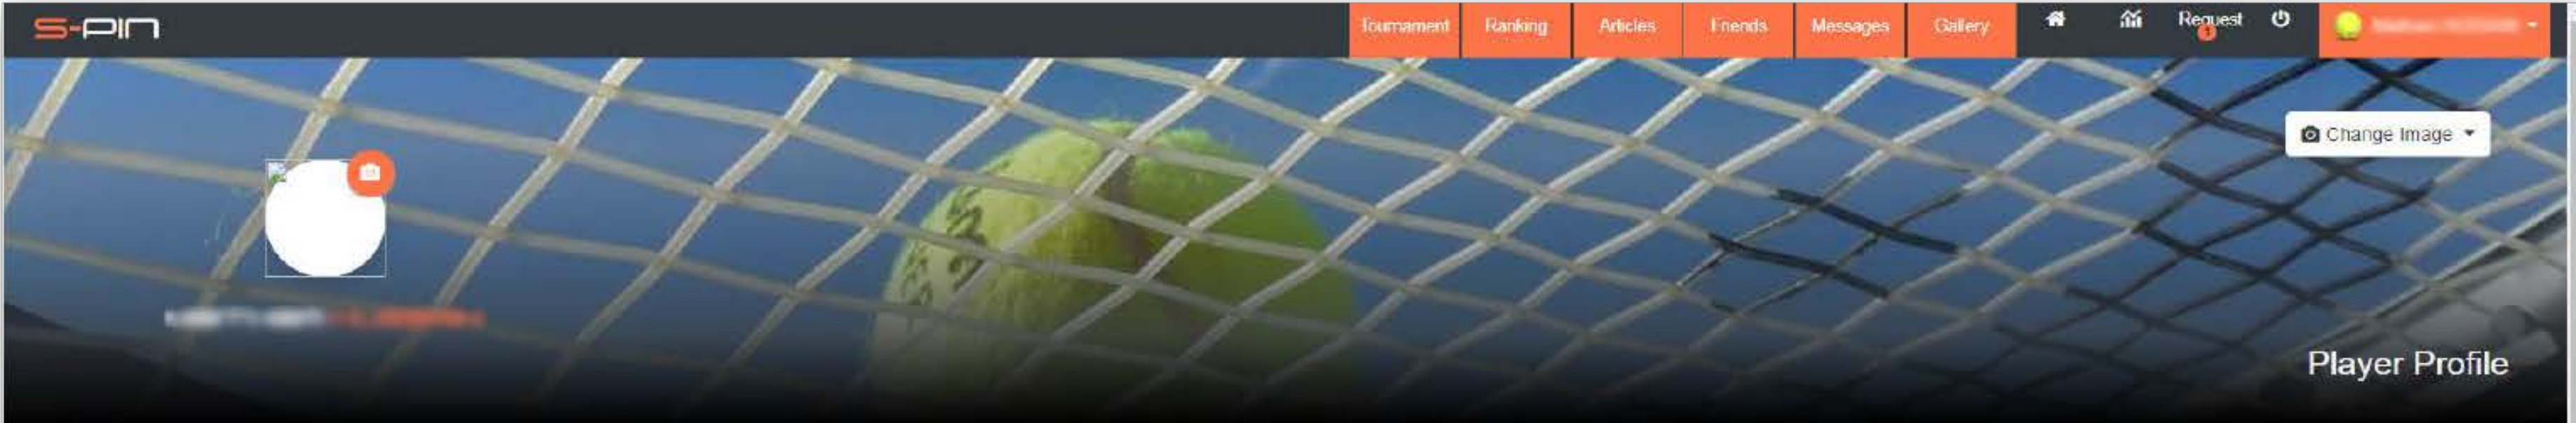 S-PIN
Tournament Ranking Articles Friends Messages Gallery Request
1
Change Image
Player Profile